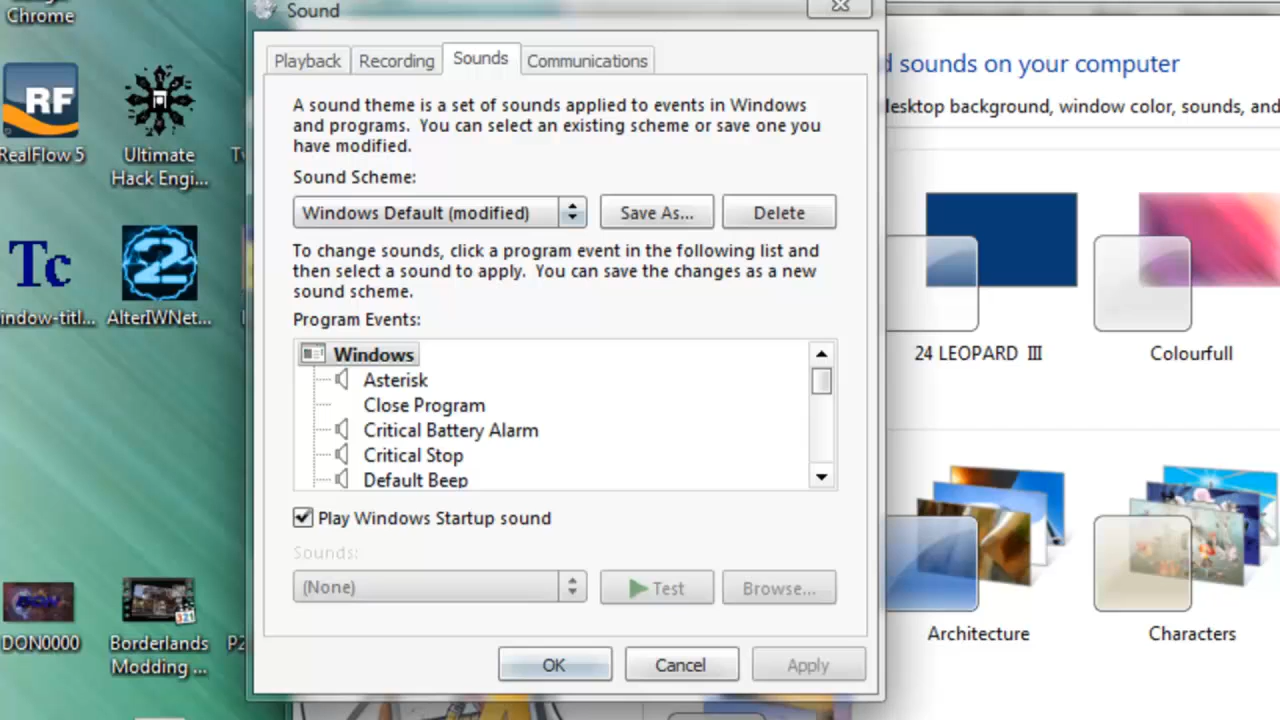 Chrome
RF
RealFlow 5
Ultimate
Hack Engi...
Tc
indow-titl...
2
AlterIWNet...
DON0000
Borderlands
Modding ...
321
Sound
Playback
Recording
Sounds
Communications
A sound theme is a set of sounds applied to events in Windows
and programs. You can select an existing scheme or save one you
have modified.
Sound Scheme:
Windows Default (modified)
Save As...
Delete
To change sounds, click a program event in the following list and
then select a sound to apply. You can save the changes as a new
sound scheme.
Program Events:
Windows
Asterisk
Close Program
Critical Battery Alarm
Critical Stop
Default Beep
Play Windows Startup sound
Sounds:
(None)
Test
Browse...
OK
Cancel
Apply
d sounds on your computer
desktop background, window color, sounds, and
24 LEOPARD III
Colourfull
Architecture
Characters